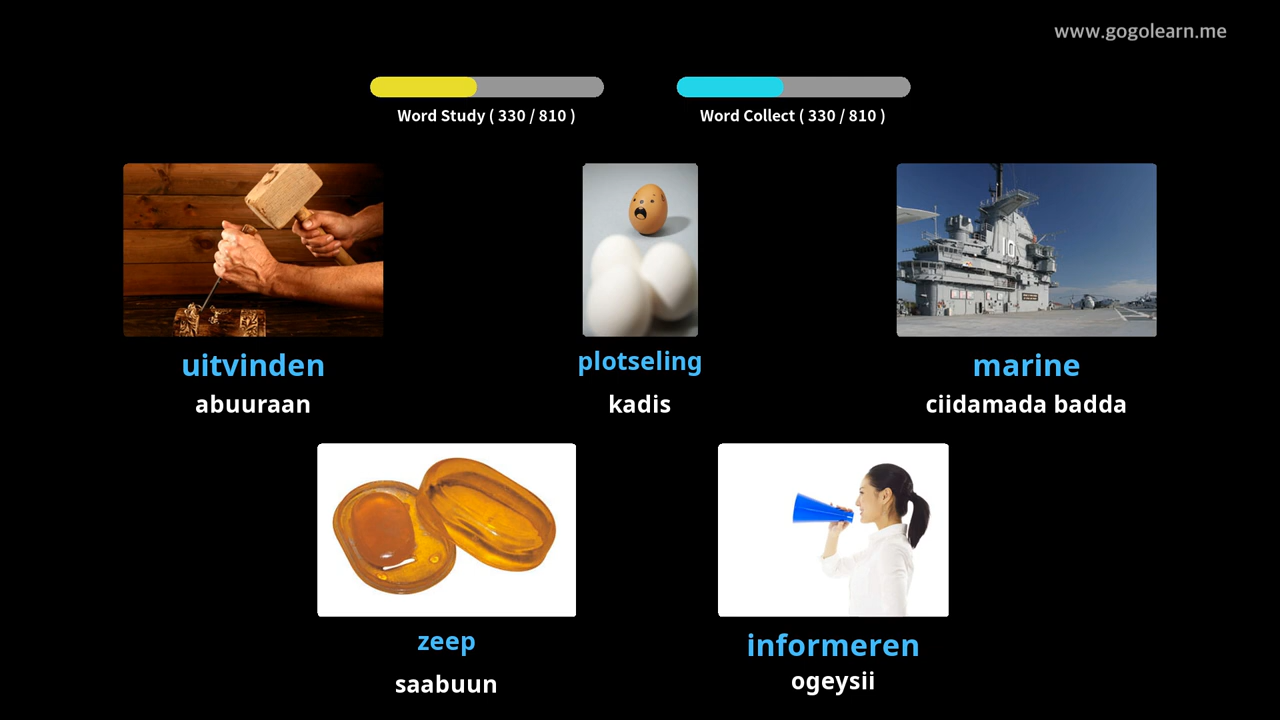 www.gogolearn.me
Word Study ( 330 / 810 )
Word Collect ( 330 / 810 )
16
uitvinden
plotseling
marine
abuuraan
kadis
ciidamada badda
zeep
informeren
saabuun
ogeysii